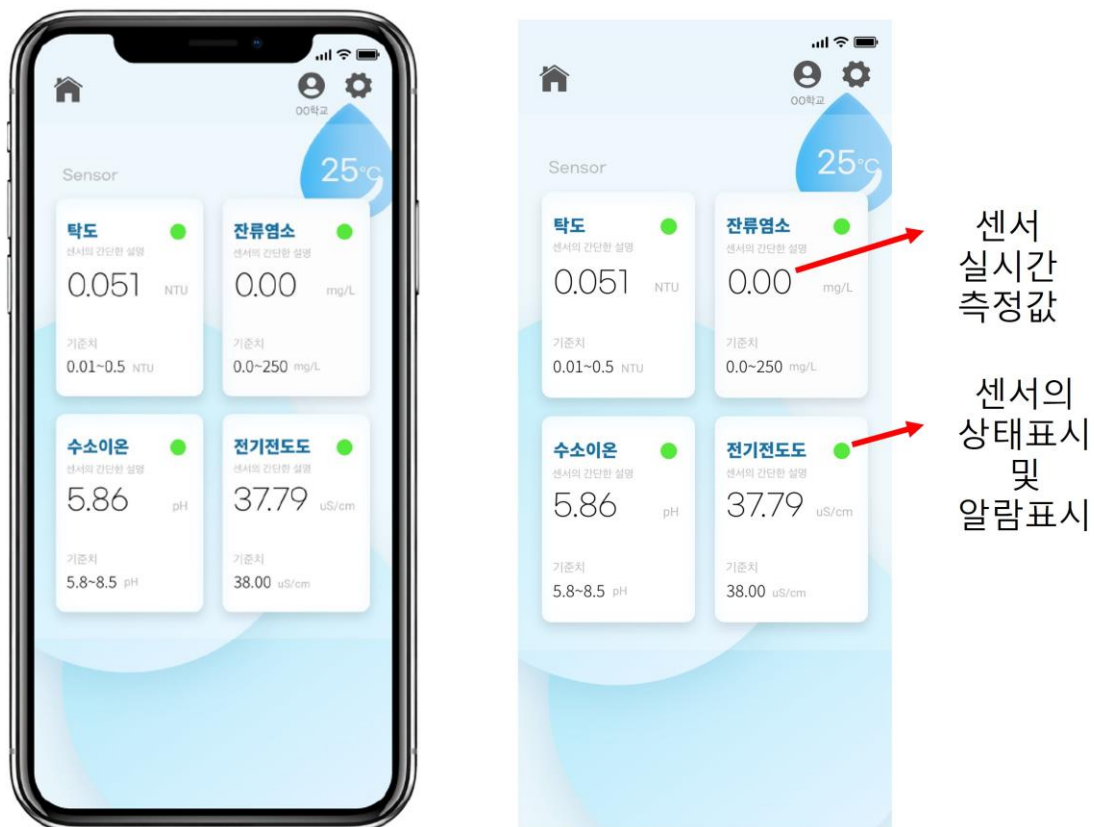 OO학교
25°C
Sensor
탁도
센서의 간단한 설명
0.051 NTU
기준치
0.01~0.5 NTU
잔류염소
센서의 간단한 설명
0.00 mg/L
기준치
0.0~250 mg/L
수소이온
센서의 간단한 설명
5.86 pH
기준치
5.8~8.5 pH
전기전도도
센서의 간단한 설명
37.79 uS/cm
기준치
38.00 uS/cm
OO학교
25°C
Sensor
탁도
센서의 간단한 설명
0.051 NTU
기준치
0.01~0.5 NTU
잔류염소
센서의 간단한 설명
0.00 mg/L
기준치
0.0~250 mg/L
수소이온
센서의 간단한 설명
5.86 pH
기준치
5.8~8.5 pH
전기전도도
센서의 간단한 설명
37.79 uS/cm
기준치
38.00 uS/cm
센서
실시간
측정값
센서의
상태표시
및
알람표시